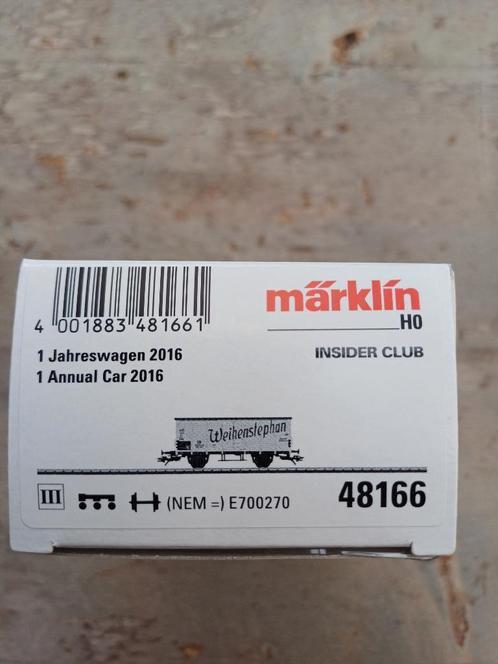 märklin
H0
4 001883 481661
1 Jahreswagen 2016
1 Annual Car 2016
INSIDER CLUB
Weihenstephan
III
(NEM =) E700270
48166